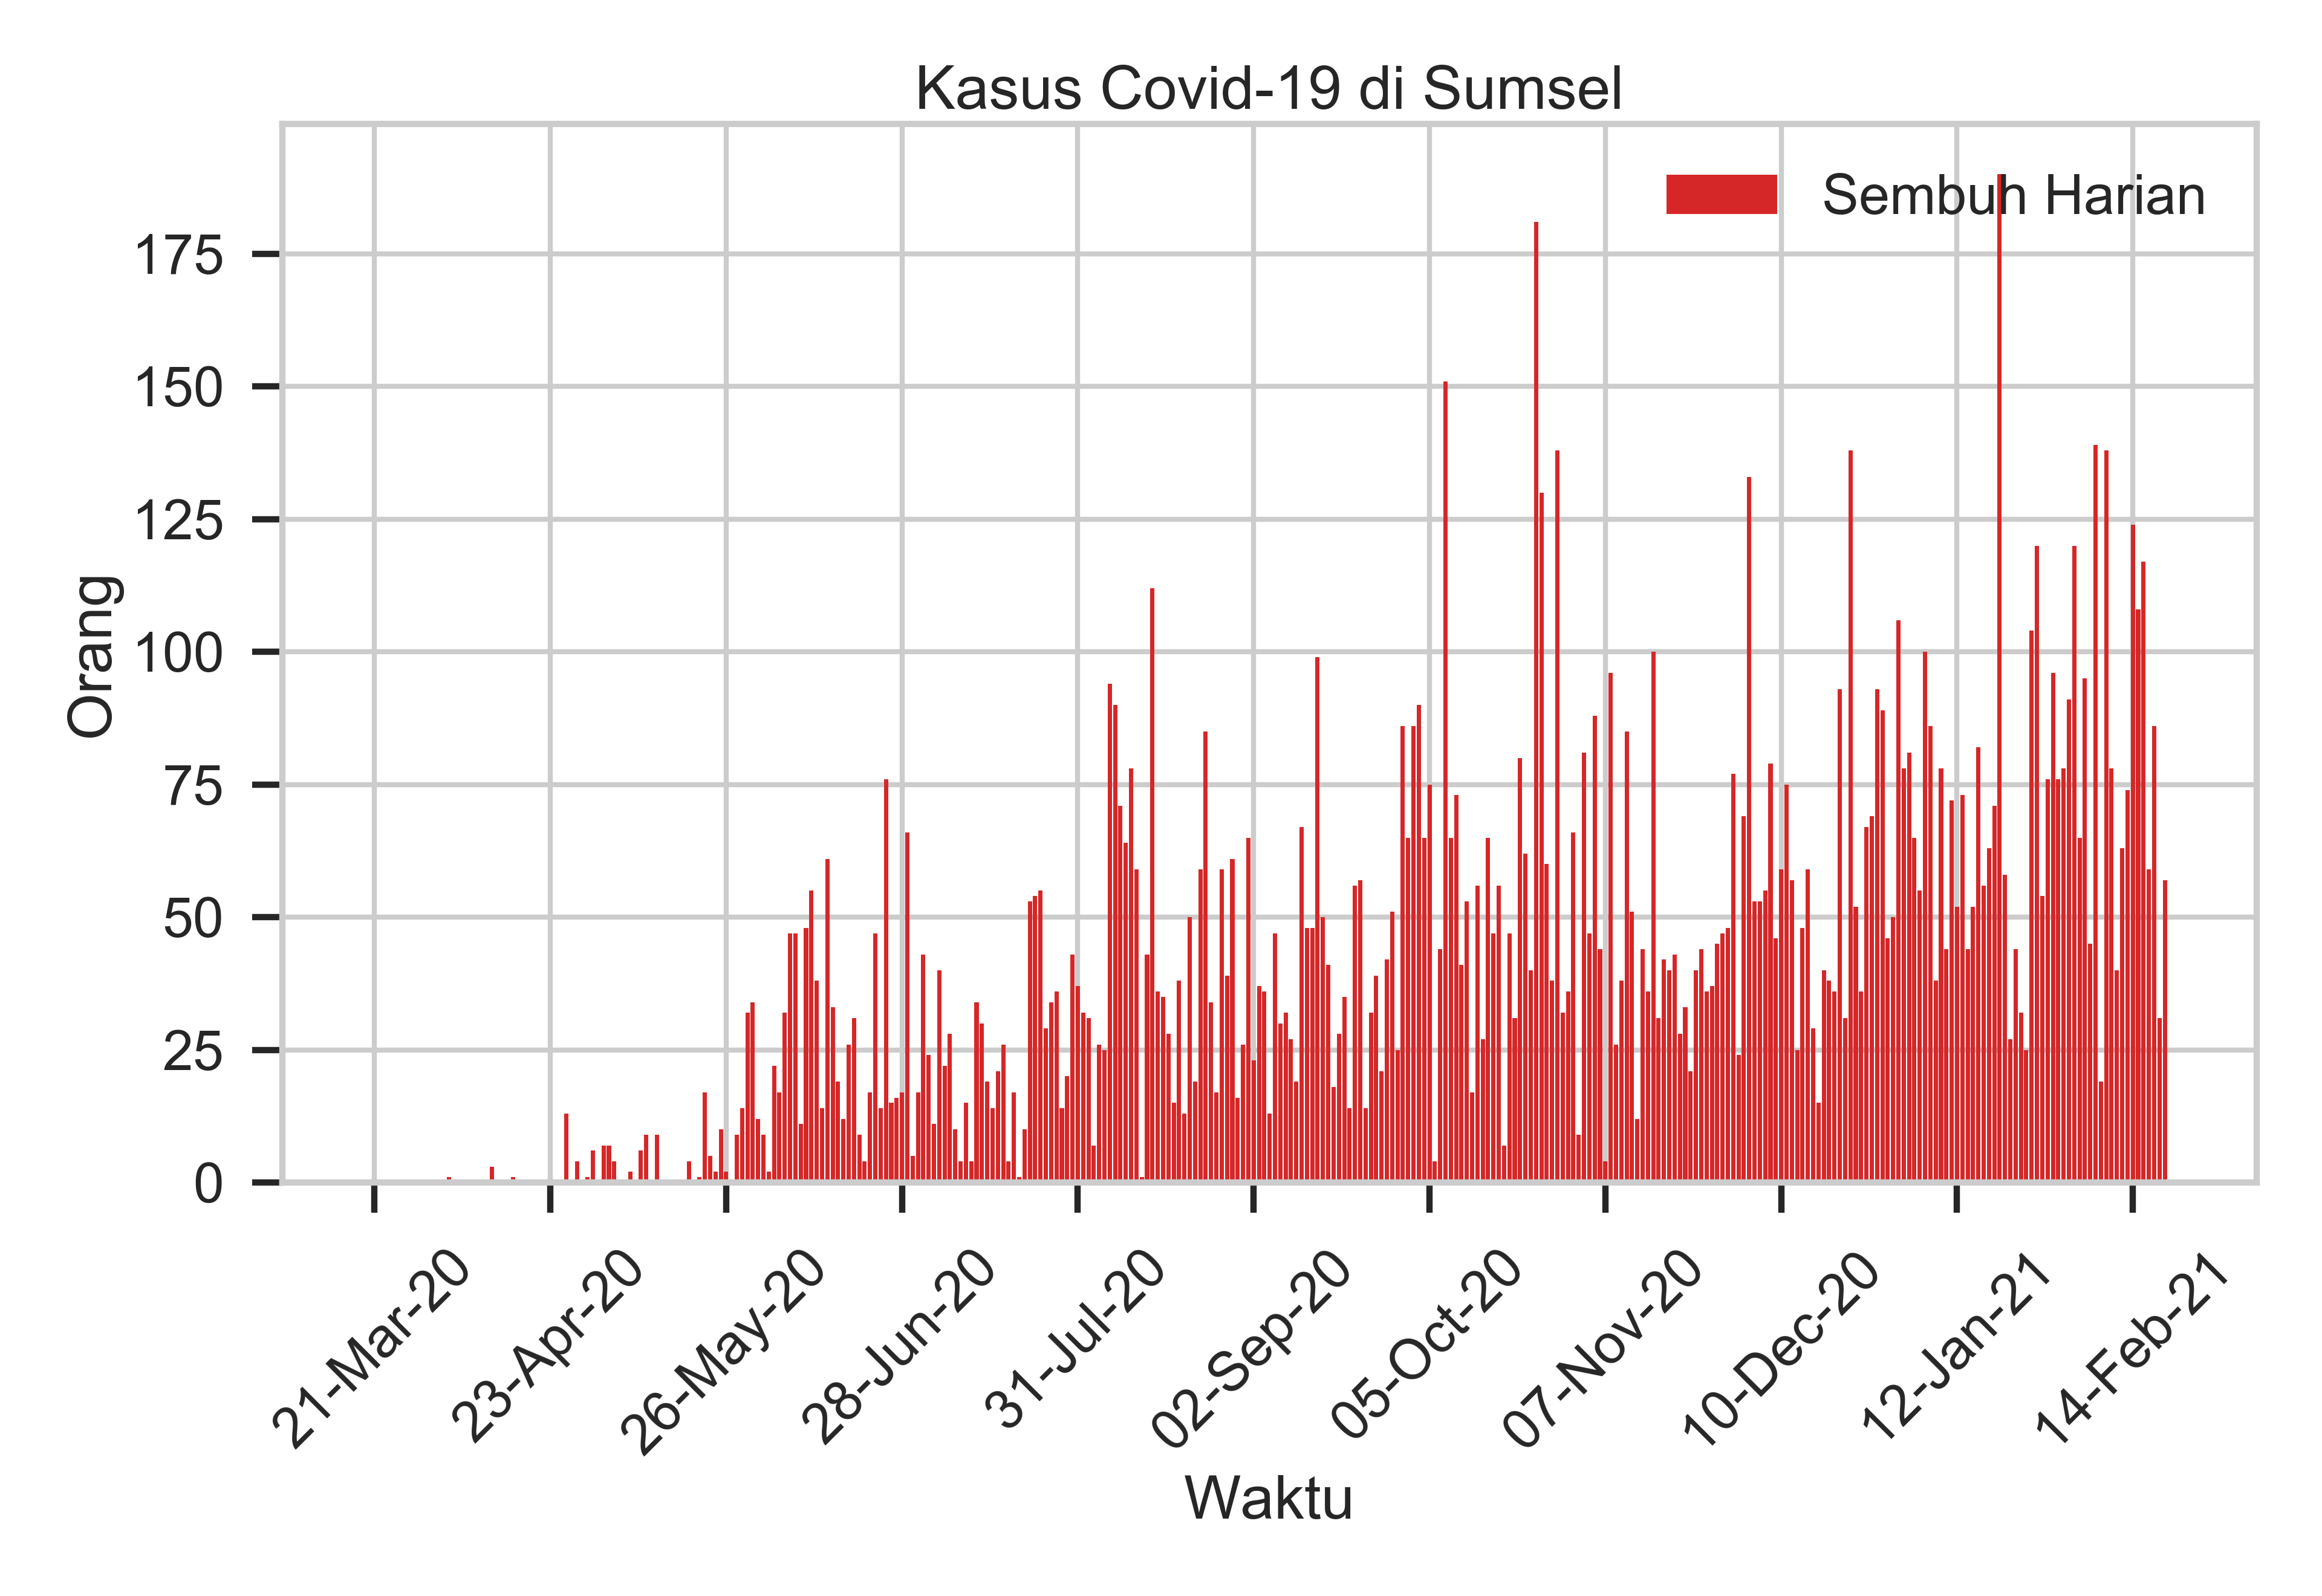 Kasus Covid-19 di Sumsel
Sembuh Harian
Orang
175
150
125
100
75
50
25
0
21-Mar-20
23-Apr-20
26-May-20
28-Jun-20
31-Jul-20
02-Sep-20
05-Oct-20
07-Nov-20
10-Dec-20
12-Jan-21
14-Feb-21
Waktu